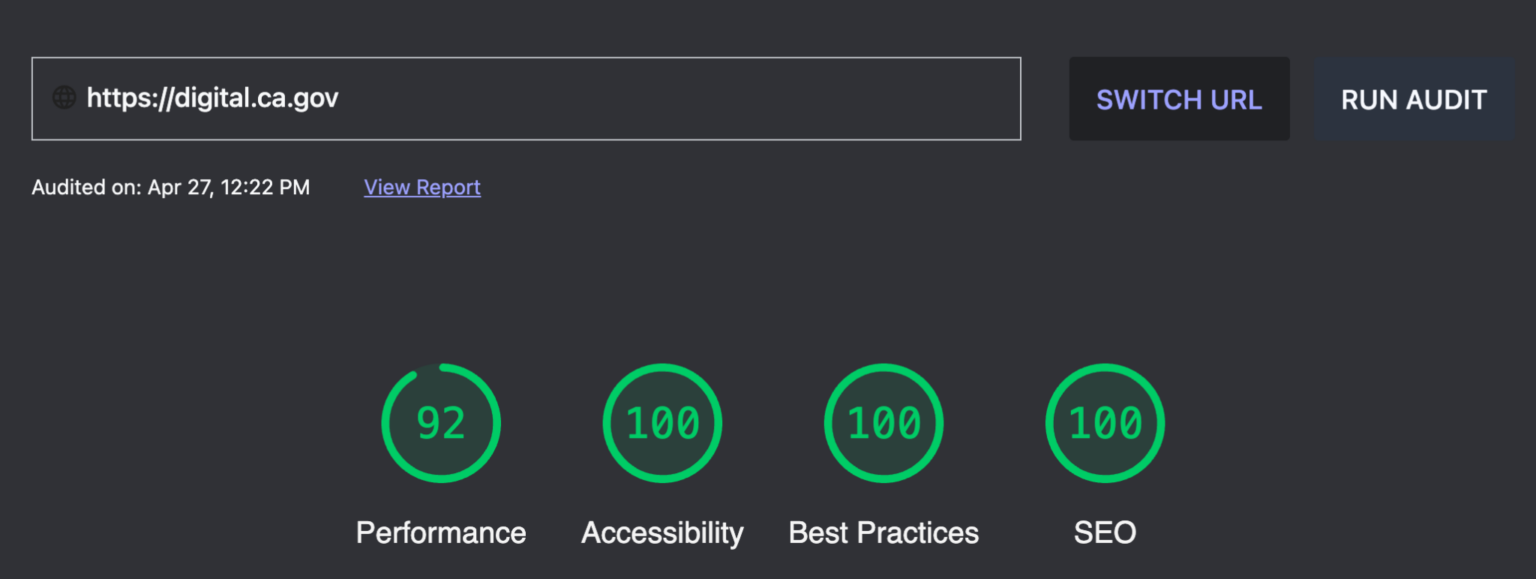 https://digital.ca.gov
SWITCH URL
RUN AUDIT
Audited on: Apr 27, 12:22 PM
View Report
92
100
100
100
Performance
Accessibility
Best Practices
SEO